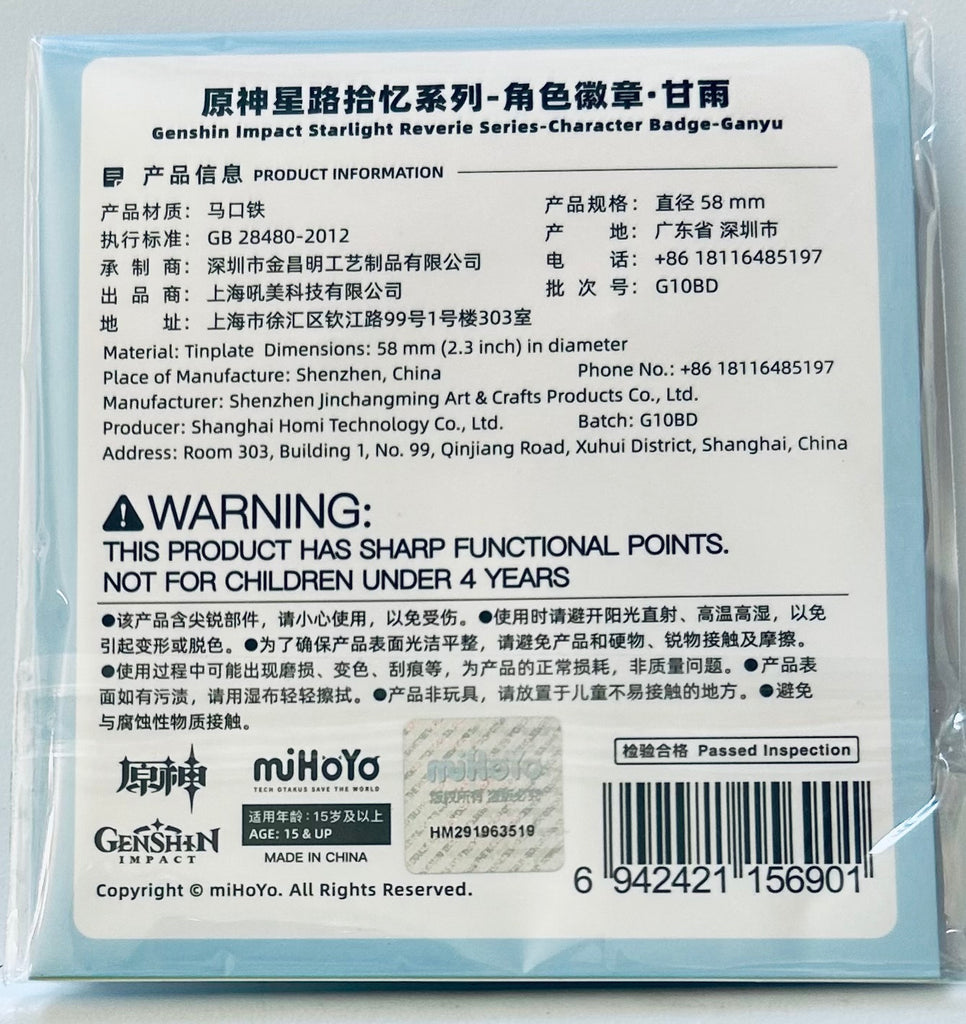 原神星路拾忆系列-角色徽章·甘雨
Genshin Impact Starlight Reverie Series-Character Badge-Ganyu
产品信息 PRODUCT INFORMATION
产品材质： 马口铁 产品规格： 直径 58 mm
执行标准： GB 28480-2012 产 地： 广东省 深圳市
承 制 商： 深圳市金昌明工艺制品有限公司 电 话： +86 18116485197
出 品 商： 上海吼美科技有限公司 批 次 号： G10BD
地 址： 上海市徐汇区钦江路99号1号楼303室
Material: Tinplate Dimensions: 58 mm (2.3 inch) in diameter
Place of Manufacture: Shenzhen, China Phone No.: +86 18116485197
Manufacturer: Shenzhen Jinchangming Art & Crafts Products Co., Ltd.
Producer: Shanghai Homi Technology Co., Ltd. Batch: G10BD
Address: Room 303, Building 1, No. 99, Qinjiang Road, Xuhui District, Shanghai, China
WARNING:
THIS PRODUCT HAS SHARP FUNCTIONAL POINTS.
NOT FOR CHILDREN UNDER 4 YEARS
●该产品含尖锐部件，请小心使用，以免受伤。●使用时请避开阳光直射、高温高湿，以免
引起变形或脱色。●为了确保产品表面光洁平整，请避免产品和硬物、锐物接触及摩擦。
●使用过程中可能出现磨损、变色、刮痕等，为产品的正常损耗，非质量问题。●产品表
面如有污渍，请用湿布轻轻擦拭。●产品非玩具，请放置于儿童不易接触的地方。●避免
与腐蚀性物质接触。
检验合格 Passed Inspection
原神
miHoYo
TECH OTAKUS SAVE THE WORLD
miHoYo
版权所有 盗版必究
HM291963519
适用年龄：15岁及以上
AGE: 15 & UP
GENSHIN
IMPACT
MADE IN CHINA
Copyright © miHoYo. All Rights Reserved.
6 942421 156901